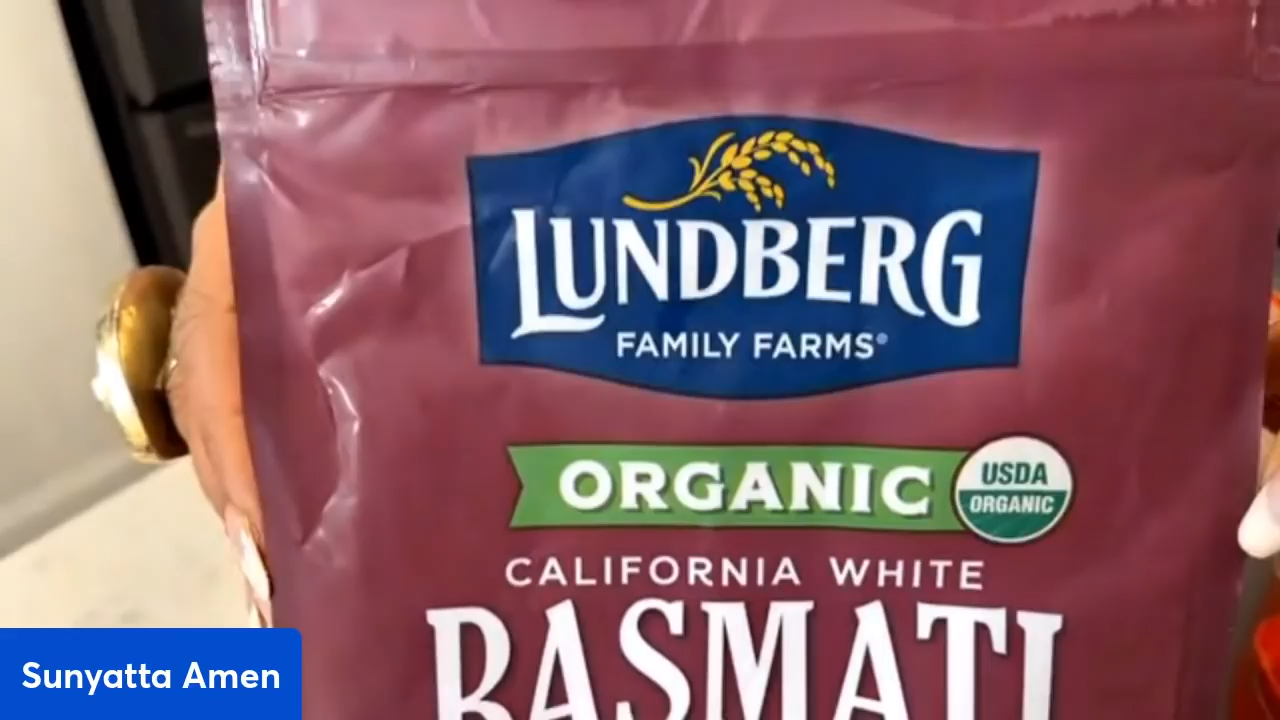 LUNDBERG
FAMILY FARMS®
ORGANIC
USDA
ORGANIC
CALIFORNIA WHITE
BASMATI
Sunyatta Amen